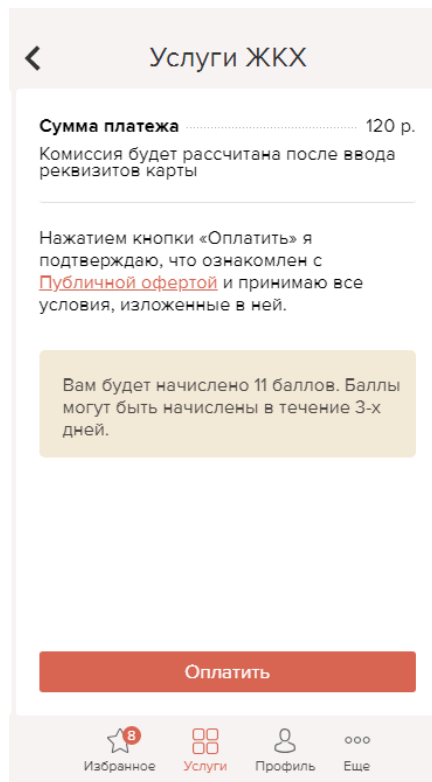 Услуги ЖКХ
Сумма платежа 120 р.
Комиссия будет рассчитана после ввода
реквизитов карты
Нажатием кнопки «Оплатить» я
подтверждаю, что ознакомлен с
Публичной офертой и принимаю все
условия, изложенные в ней.
Вам будет начислено 11 баллов. Баллы
могут быть начислены в течение 3-х
дней.
Оплатить
8
Избранное Услуги Профиль Еще